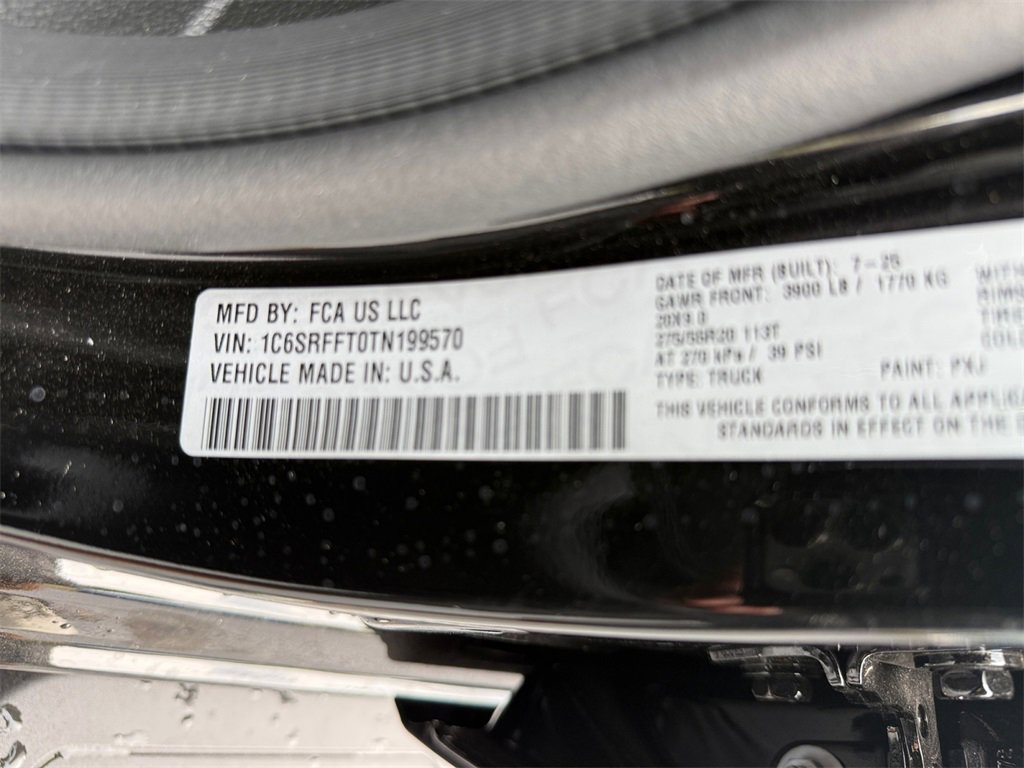 MFD BY: FCA US LLC
VIN: 1C6SRFFT0TN199570
VEHICLE MADE IN: U.S.A.
DATE OF MFR (BUILT): 7-25
GAWR FRONT: 3900 LB / 1770 KG
20X9.0
275/55R20 113T
AT 270 kPa / 39 PSI
TYPE: TRUCK PAINT: PXJ
THIS VEHICLE CONFORMS TO ALL
STANDARDS IN EFFECT ON THE